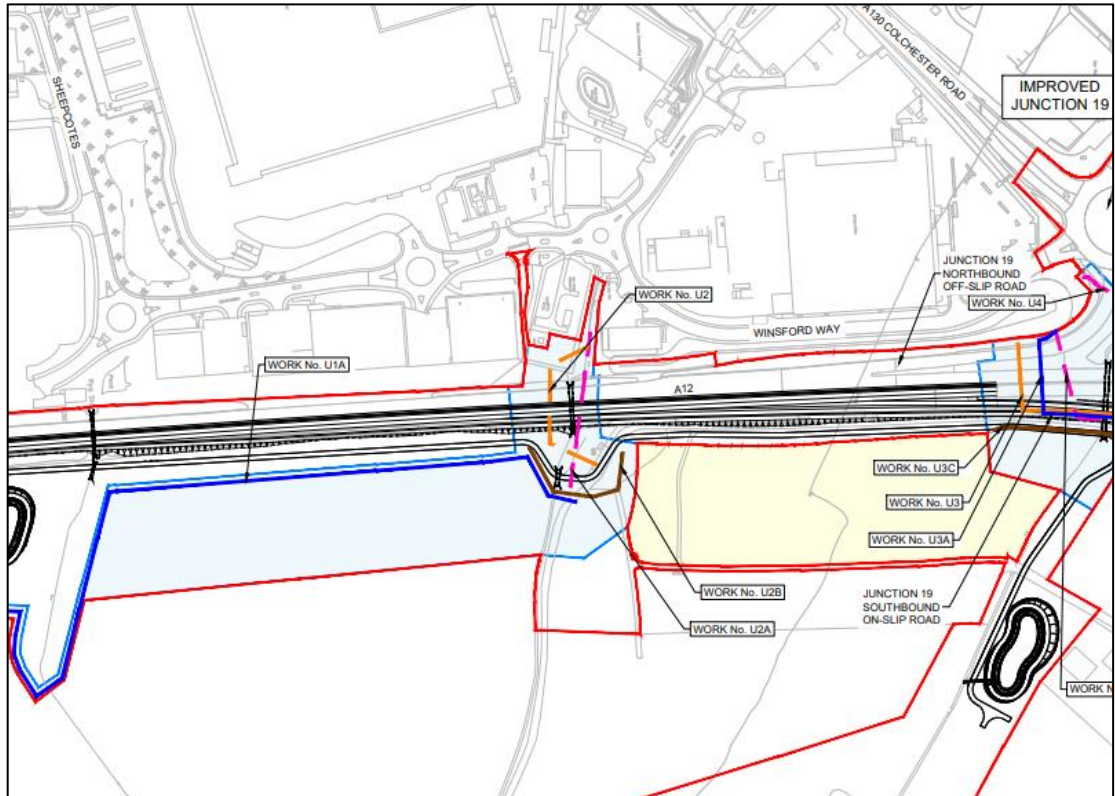 SHEEPCOTES
A130 COLCHESTER ROAD
IMPROVED
JUNCTION 19
JUNCTION 19
NORTHBOUND
OFF-SLIP ROAD
WORK No. U2
WORK No. U4
WINSFORD WAY
WORK No. U1A
A12
WORK No. U3C
WORK No. U3
WORK No. U3A
WORK No. U2B
JUNCTION 19
SOUTHBOUND
ON-SLIP ROAD
WORK No. U2A
WORK N